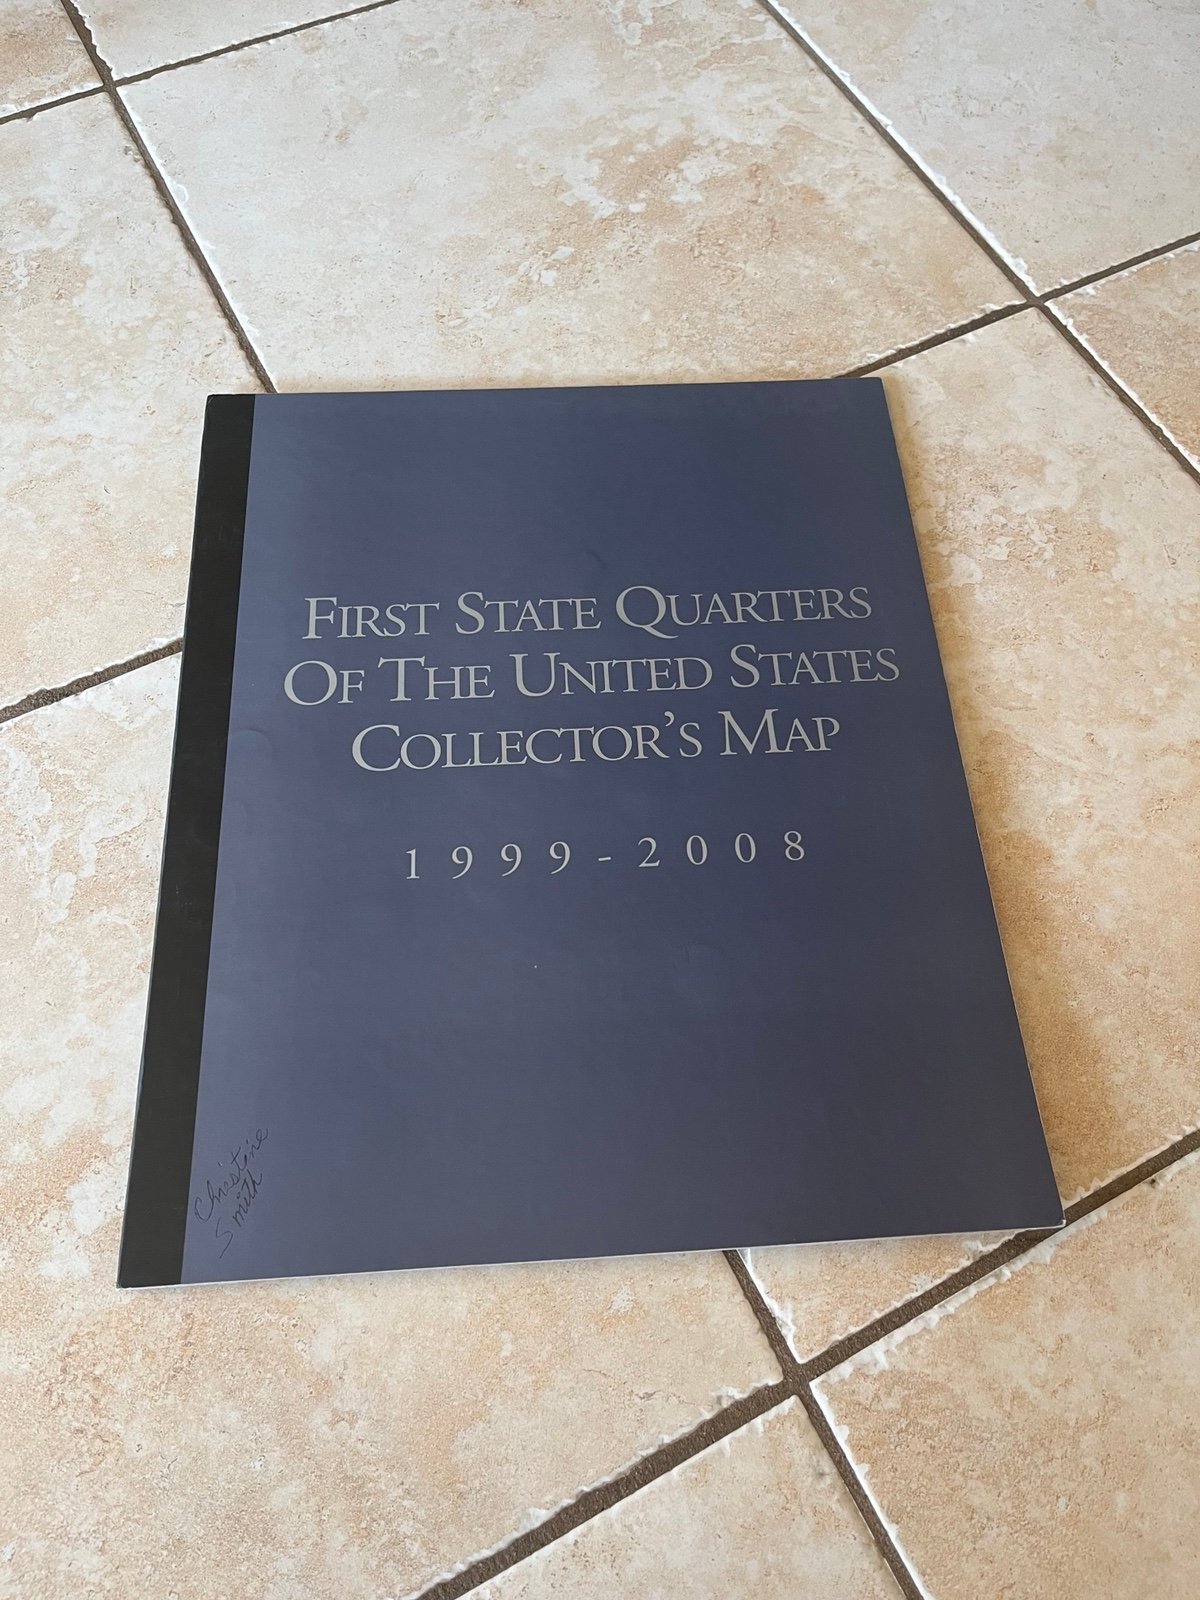 First State Quarters
Of The United States
Collector's Map
1999-2008
Christine
Smith